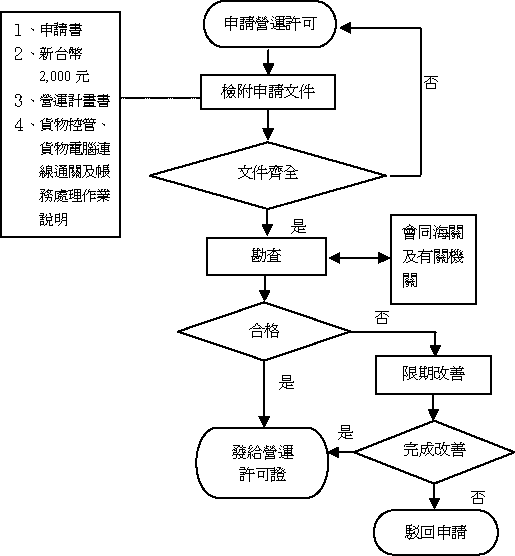 1、申請書
2、新台幣
2,000 元
3、營運計畫書
4、貨物控管、
貨物電腦連
線通關及帳
務處理作業
說明
申請營運許可
檢附申請文件
否
文件齊全
是
勘查
會同海關
及有關機
關
合格
否
是
限期改善
完成改善
是
發給營運
許可證
否
駁回申請